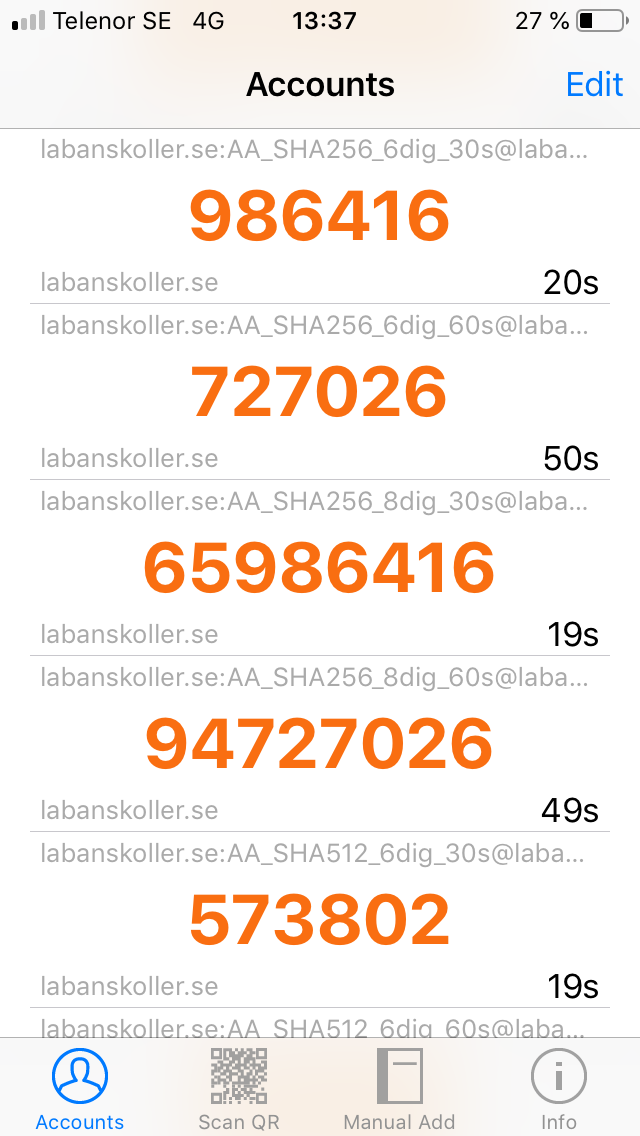 Telenor SE 4G 13:37 27 %
Accounts Edit
labanskoller.se:AA_SHA256_6dig_30s@laba...
986416
labanskoller.se 20s
labanskoller.se:AA_SHA256_6dig_60s@laba...
727026
labanskoller.se 50s
labanskoller.se:AA_SHA256_8dig_30s@laba...
65986416
labanskoller.se 19s
labanskoller.se:AA_SHA256_8dig_60s@laba...
94727026
labanskoller.se 49s
labanskoller.se:AA_SHA512_6dig_30s@laba...
573802
labanskoller.se 19s
labanskoller.se:AA_SHA512_6dig_60s@laba...
Accounts Scan QR Manual Add Info